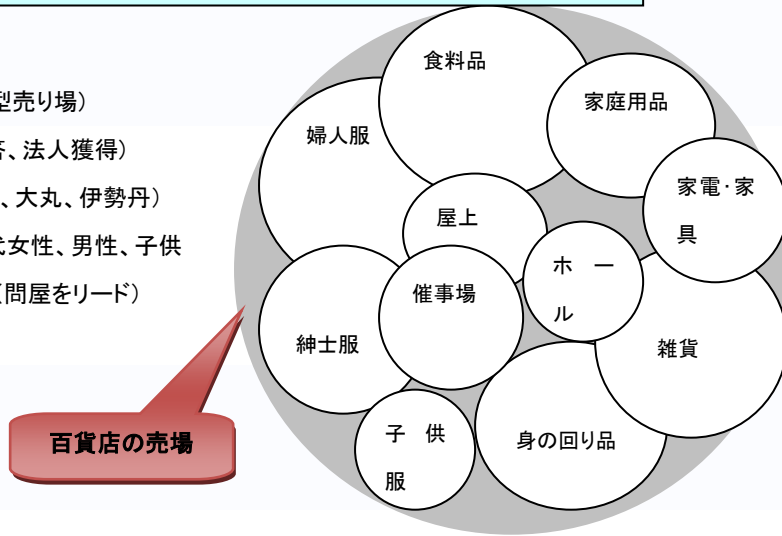 型売り場)
、法人獲得)
、大丸、伊勢丹)
代女性、男性、子供
(問屋をリード)
食料品
家庭用品
婦人服
家電・家
具
屋上
ホ ー
ル
催事場
紳士服
雑貨
子 供
服
身の回り品
百貨店の売場